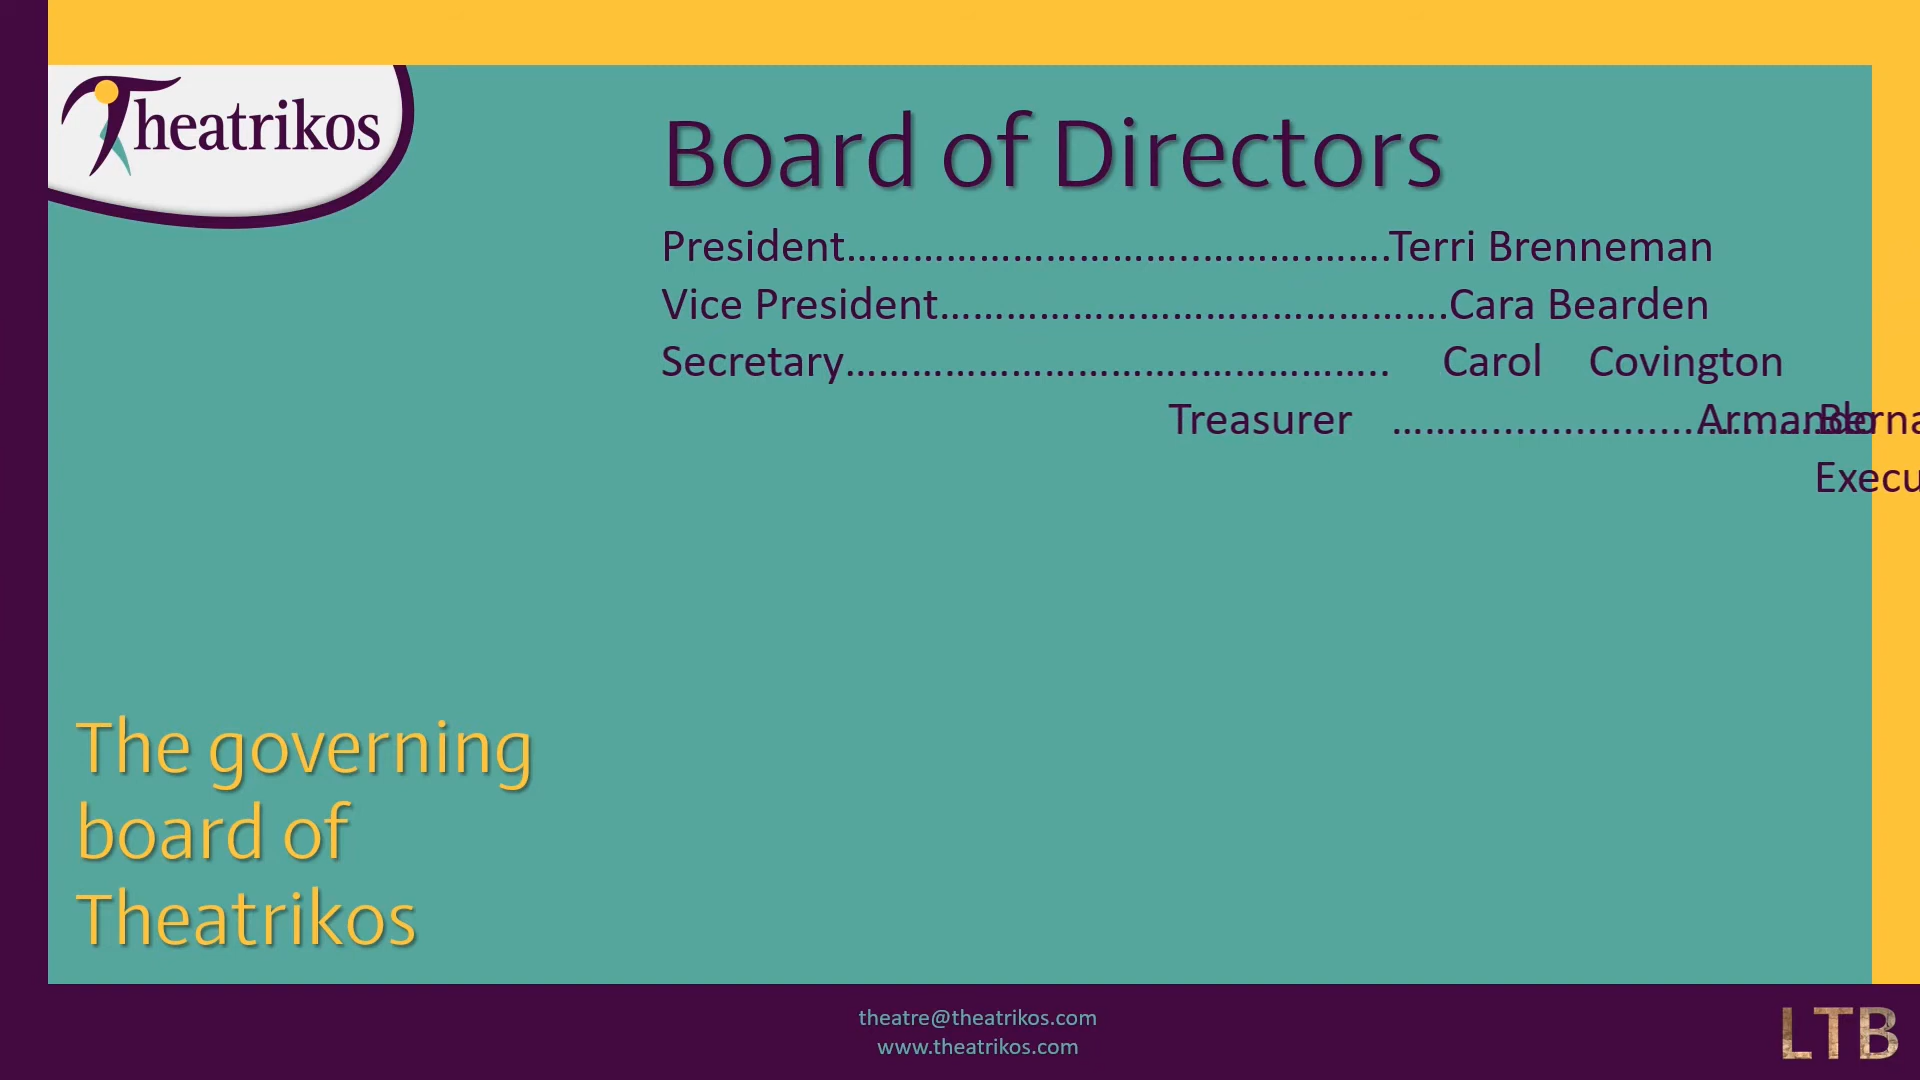 Theatrikos
Board of Directors
President……………………………..……….…….Terri Brenneman
Vice President……………………………………….Cara Bearden
Secretary…………………………..…………….. Carol Covington
Treasurer ………........................ Armando
The governing
board of
Theatrikos
theatre@theatrikos.com
www.theatrikos.com
LTB